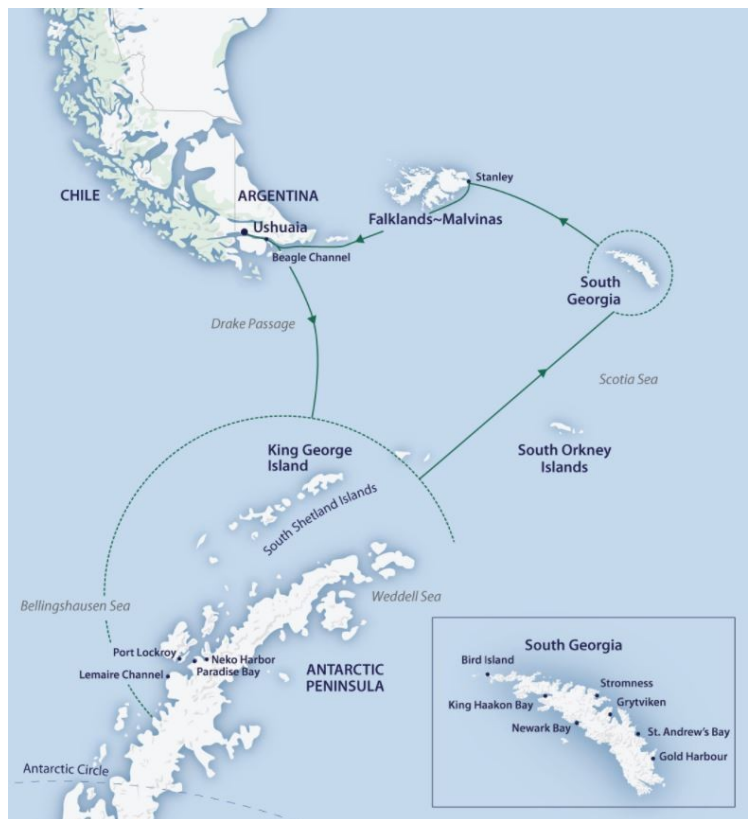 Stanley
CHILE
ARGENTINA
Falklands~Malvinas
Ushuaia
Beagle Channel
South
Georgia
Drake Passage
Scotia Sea
King George
Island
South Orkney
Islands
South Shetland Islands
Weddell Sea
Bellingshausen Sea
Port Lockroy
Neko Harbor
Paradise Bay
Lemaire Channel
ANTARCTIC
PENINSULA
Antarctic Circle
South Georgia
Bird Island
Stromness
King Haakon Bay
Grytviken
Newark Bay
St. Andrew's Bay
Gold Harbour